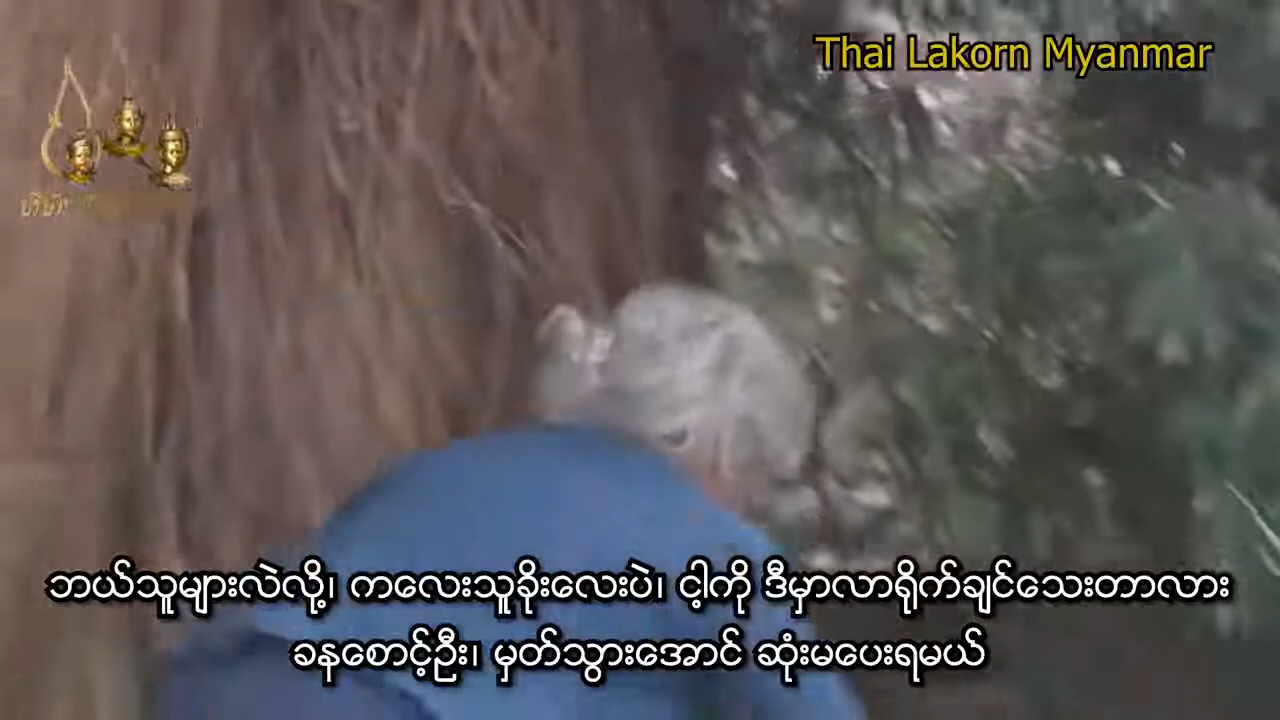 Thai Lakorn Myanmar
ဘယ်သူများလဲလို့၊ ကလေးသူခိုးလေးပဲ၊ ငါ့ကို ဒီမှာလာရိုက်ချင်သေးတာလား
ခနစောင့်ဦး၊ မှတ်သွားအောင် ဆုံးမပေးရမယ်